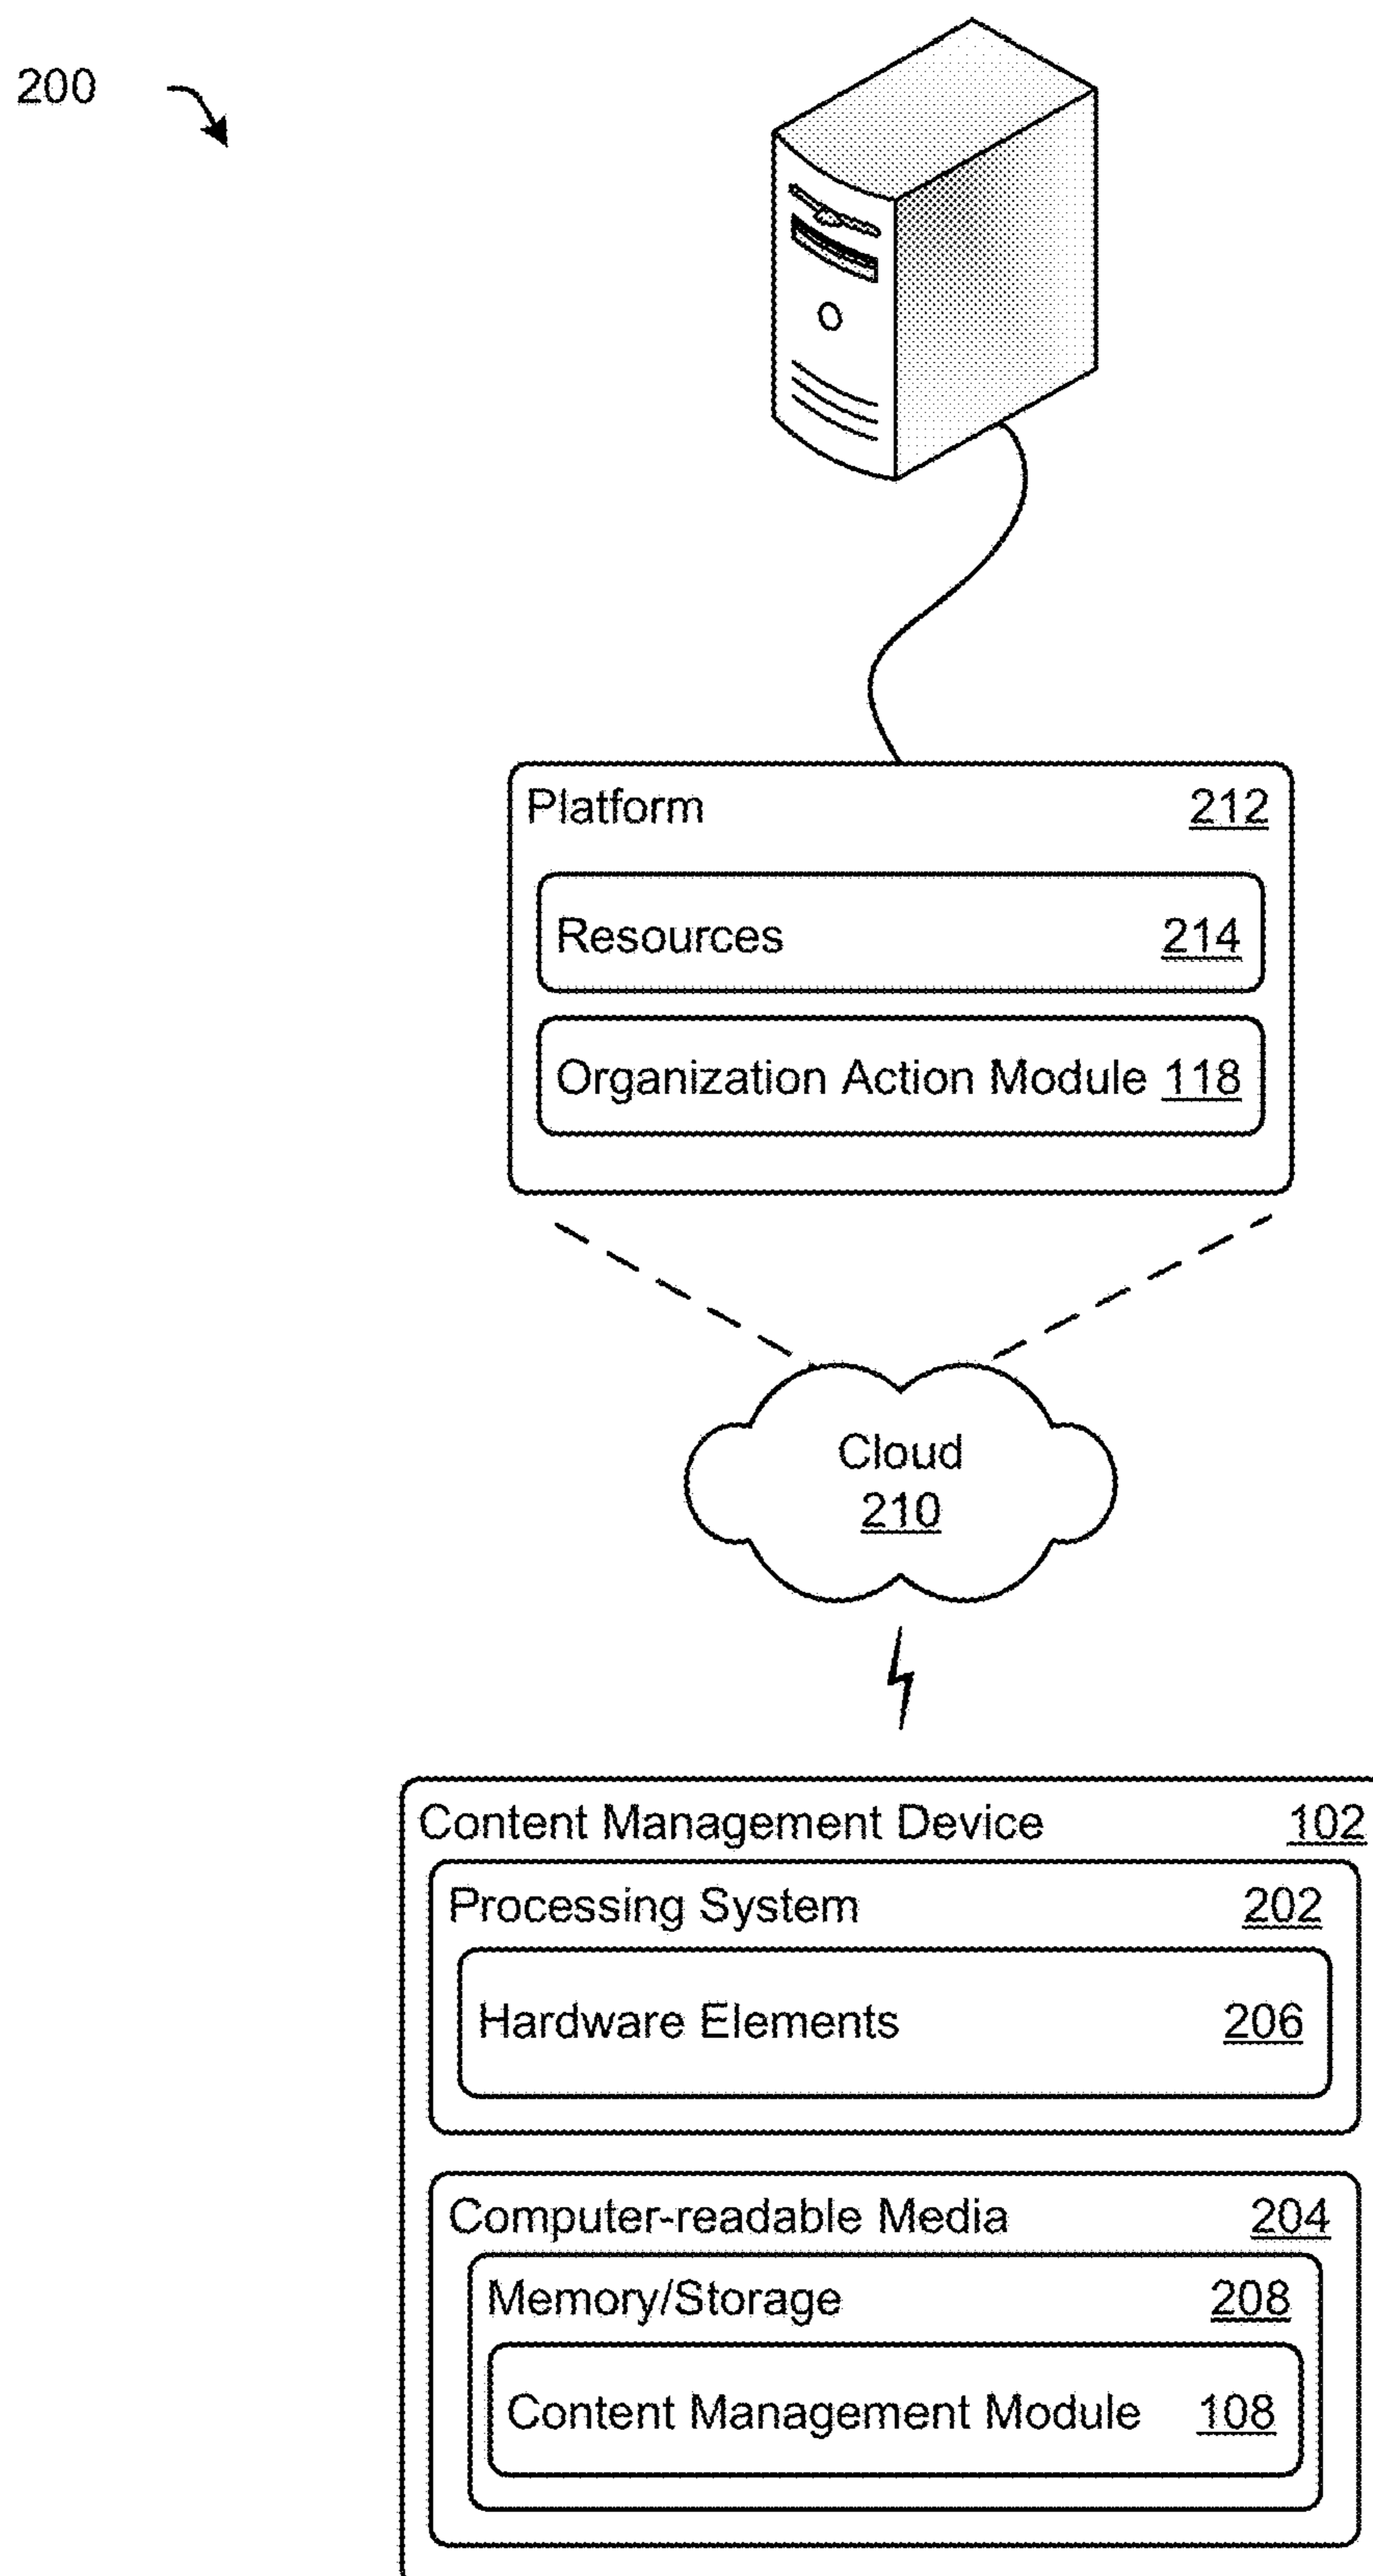 200
Platform 212
Resources 214
Organization Action Module 118
Cloud
210
Content Management Device 102
Processing System 202
Hardware Elements 206
Computer-readable Media 204
Memory/Storage 208
Content Management Module 108